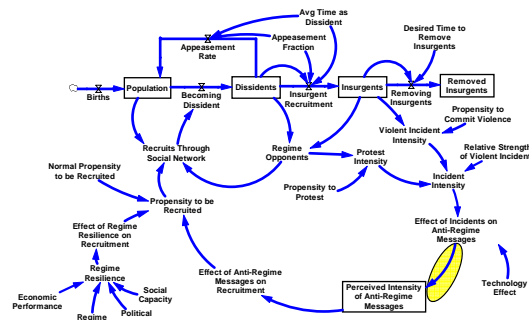 Avg Time as
Dissident
Appeasement
Fraction
Desired Time to
Remove
Insurgents
Appeasement
Rate
Population
Dissidents
Insurgents
Removed
Insurgents
Births
Becoming
Dissident
Insurgent
Recruitment
Removing
Insurgents
Propensity to
Commit Violence
Violent Incident
Intensity
Recruits Through
Social Network
Regime
Opponents
Protest
Intensity
Relative Strength
of Violent Incident
Normal Propensity
to be Recruited
Incident
Intensity
Propensity to
Protest
Propensity to be
Recruited
Effect of Regime
Resilience on
Recruitment
Effect of Incidents on
Anti-Regime
Messages
Regime
Resilience
Effect of Anti-Regime
Messages on
Recruitment
Technology
Effect
Economic
Performance
Social
Capacity
Perceived Intensity
of Anti-Regime
Messages
Regime
Political